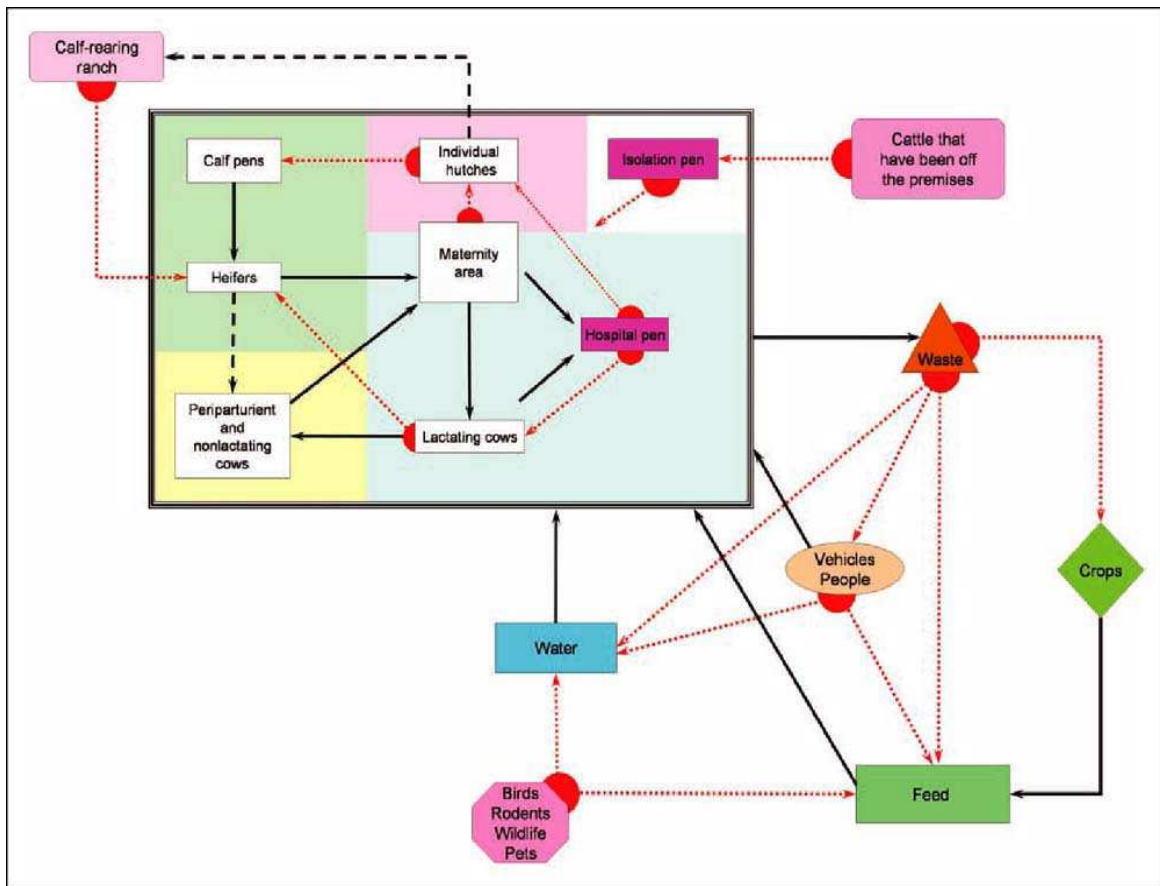 Calf-rearing
ranch
Calf pens
Individual
hutches
Isolation pen
Cattle that
have been off
the premises
Maternity
area
Heifers
Hospital pen
Waste
Periparturient
and
nonlactating
cows
Lactating cows
Vehicles
People
Crops
Water
Feed
Birds
Rodents
Wildlife
Pets